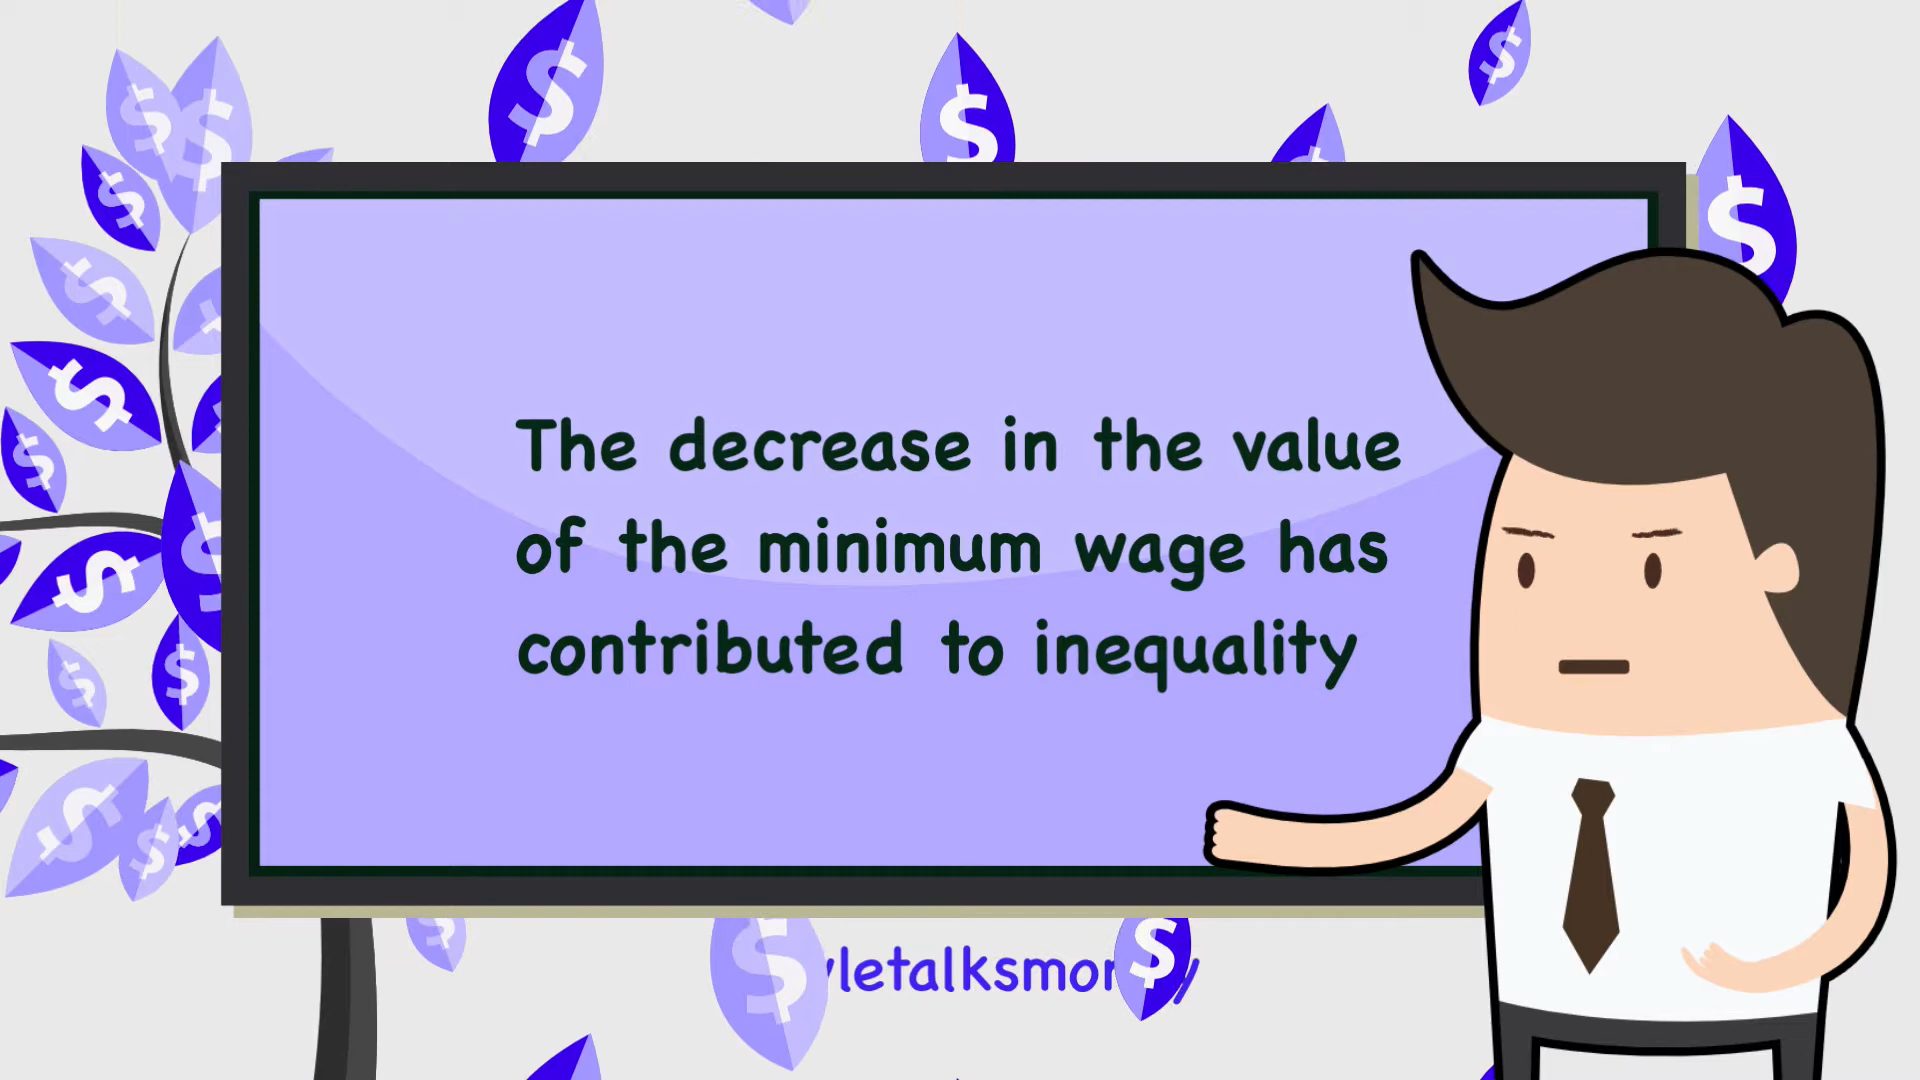 The decrease in the value
of the minimum wage has
contributed to inequality